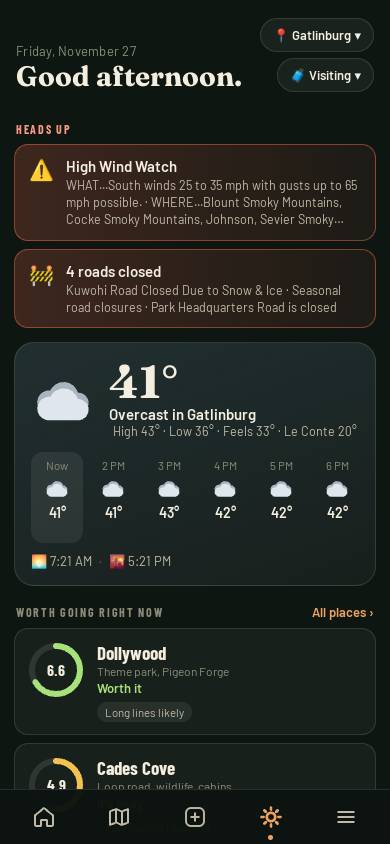 Friday, November 27
Good afternoon.
📍 Gatlinburg ▾
🧳 Visiting ▾
HEADS UP
High Wind Watch
WHAT...South winds 25 to 35 mph with gusts up to 65
mph possible. · WHERE...Blount Smoky Mountains,
Cocke Smoky Mountains, Johnson, Sevier Smoky...
4 roads closed
Kuwohi Road Closed Due to Snow & Ice · Seasonal
road closures · Park Headquarters Road is closed
41°
Overcast in Gatlinburg
High 43° · Low 36° · Feels 33° · Le Conte 20°
Now 2 PM 3 PM 4 PM 5 PM 6 PM
41° 41° 43° 42° 42° 42°
7:21 AM · 5:21 PM
WORTH GOING RIGHT NOW All places ›
6.6
Dollywood
Theme park, Pigeon Forge
Worth it
Long lines likely
4.9
Cades Cove
Loop road, wildlife, cabins